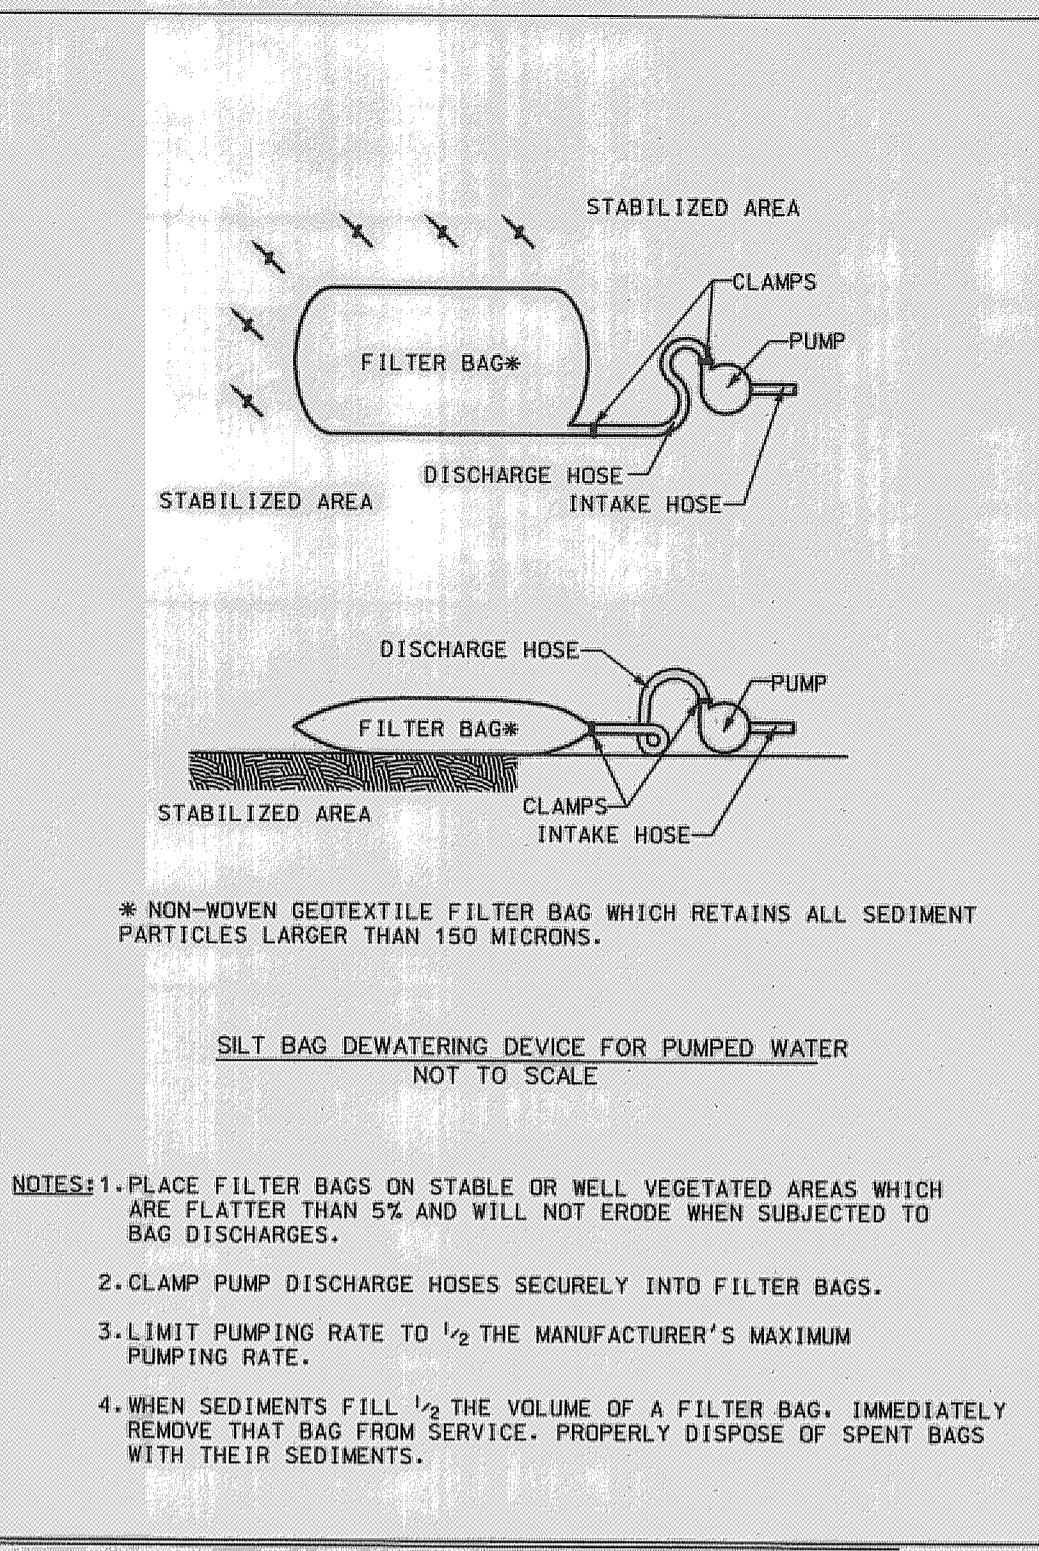 STABILIZED AREA
CLAMPS
PUMP
FILTER BAG*
DISCHARGE HOSE
STABILIZED AREA
INTAKE HOSE
DISCHARGE HOSE
PUMP
FILTER BAG*
CLAMPS
STABILIZED AREA
INTAKE HOSE
* NON-WOVEN GEOTEXTILE FILTER BAG WHICH RETAINS ALL SEDIMENT
PARTICLES LARGER THAN 150 MICRONS.
SILT BAG DEWATERING DEVICE FOR PUMPED WATER
NOT TO SCALE
NOTES: 1. PLACE FILTER BAGS ON STABLE OR WELL VEGETATED AREAS WHICH
ARE FLATTER THAN 5% AND WILL NOT ERODE WHEN SUBJECTED TO
BAG DISCHARGES.
2. CLAMP PUMP DISCHARGE HOSES SECURELY INTO FILTER BAGS.
3. LIMIT PUMPING RATE TO 1/2 THE MANUFACTURER'S MAXIMUM
PUMPING RATE.
4. WHEN SEDIMENTS FILL 1/2 THE VOLUME OF A FILTER BAG. IMMEDIATELY
REMOVE THAT BAG FROM SERVICE. PROPERLY DISPOSE OF SPENT BAGS
WITH THEIR SEDIMENTS.